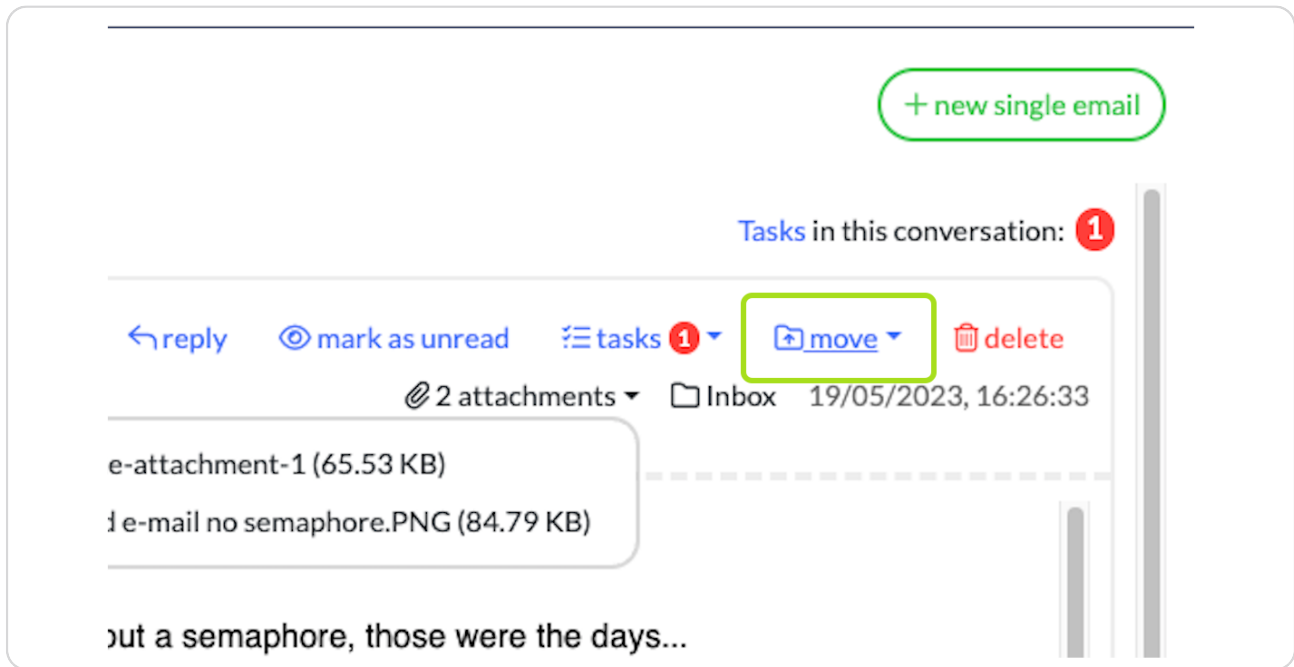 + new single email
Tasks in this conversation: 1
reply mark as unread tasks 1 move delete
2 attachments Inbox 19/05/2023, 16:26:33
e-attachment-1 (65.53 KB)
e-mail no semaphore.PNG (84.79 KB)
a semaphore, those were the days...